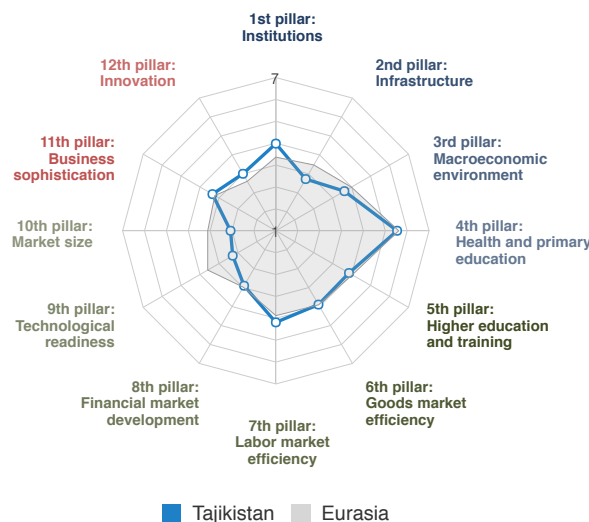 1st pillar:
Institutions
2nd pillar:
Infrastructure
3rd pillar:
Macroeconomic
environment
4th pillar:
Health and primary
education
5th pillar:
Higher education
and training
6th pillar:
Goods market
efficiency
7th pillar:
Labor market
efficiency
8th pillar:
Financial market
development
9th pillar:
Technological
readiness
10th pillar:
Market size
11th pillar:
Business
sophistication
12th pillar:
Innovation
7
1
Tajikistan
Eurasia